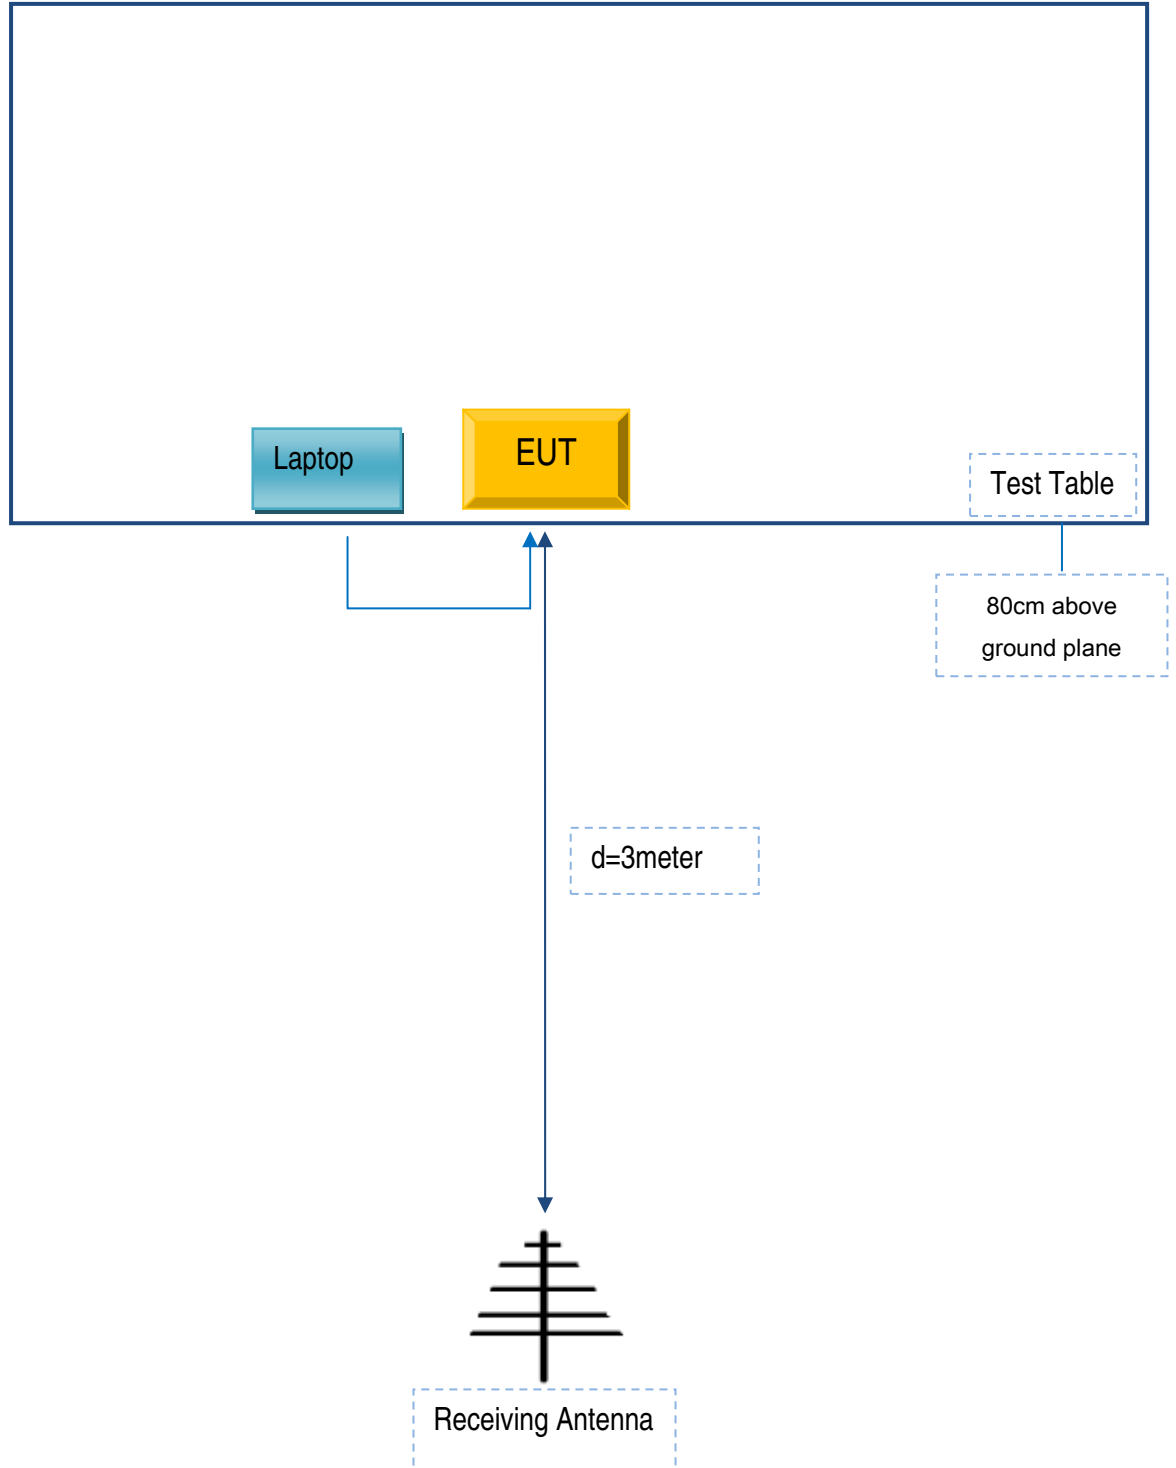 Laptop
EUT
Test Table
80cm above
ground plane
d=3meter
Receiving Antenna